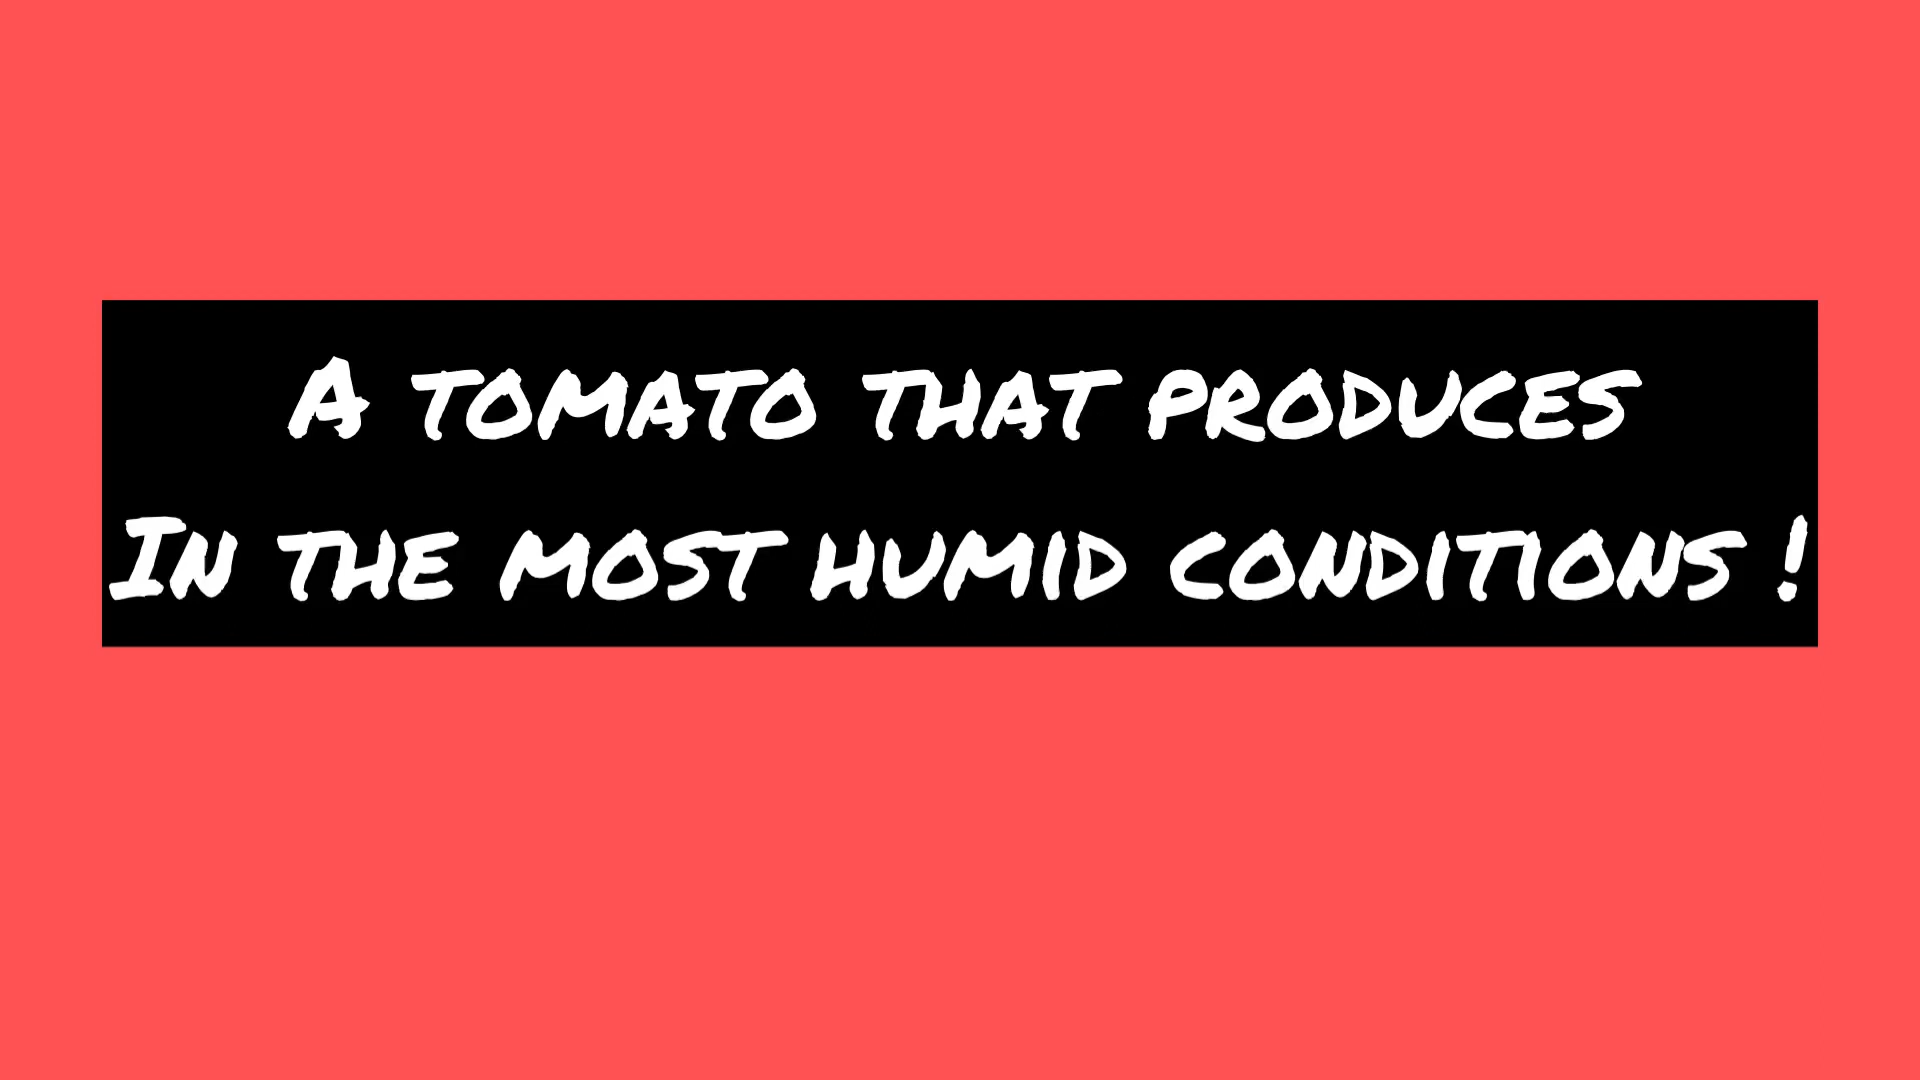 A tomato that produces
In the most humid conditions !